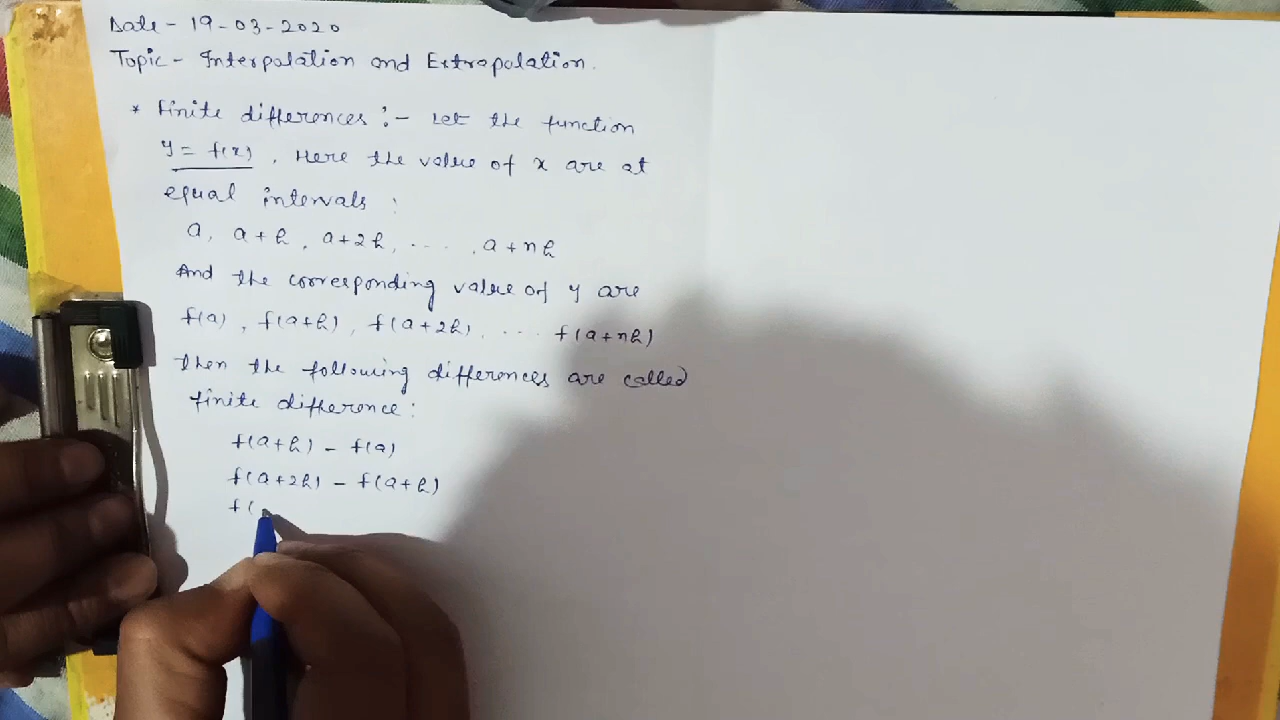 Date - 19-03-2020
Topic - Interpolation and Extrapolation.
* Finite differences :- Let the function
y = f(x) . Here the value of x are at
equal intervals :
a, a+h, a+2h, ....., a+nh
And the corresponding value of y are
f(a), f(a+h), f(a+2h), .... f(a+nh)
then the following differences are called
finite difference:
f(a+h) - f(a)
f(a+2h) - f(a+h)
f(